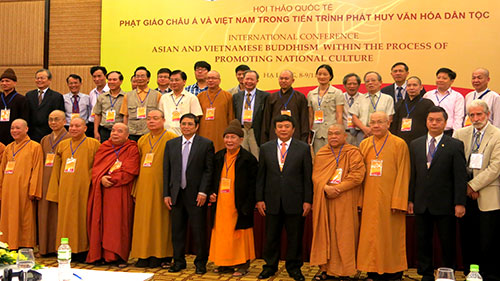 HỘI THẢO QUỐC TẾ
PHẬT GIÁO CHÂU Á VÀ VIỆT NAM TRONG TIẾN TRÌNH PHÁT HUY VĂN HÓA DÂN TỘC
INTERNATIONAL CONFERENCE
ASIAN AND VIETNAMESE BUDDHISM WITHIN THE PROCESS OF
PROMOTING NATIONAL CULTURE